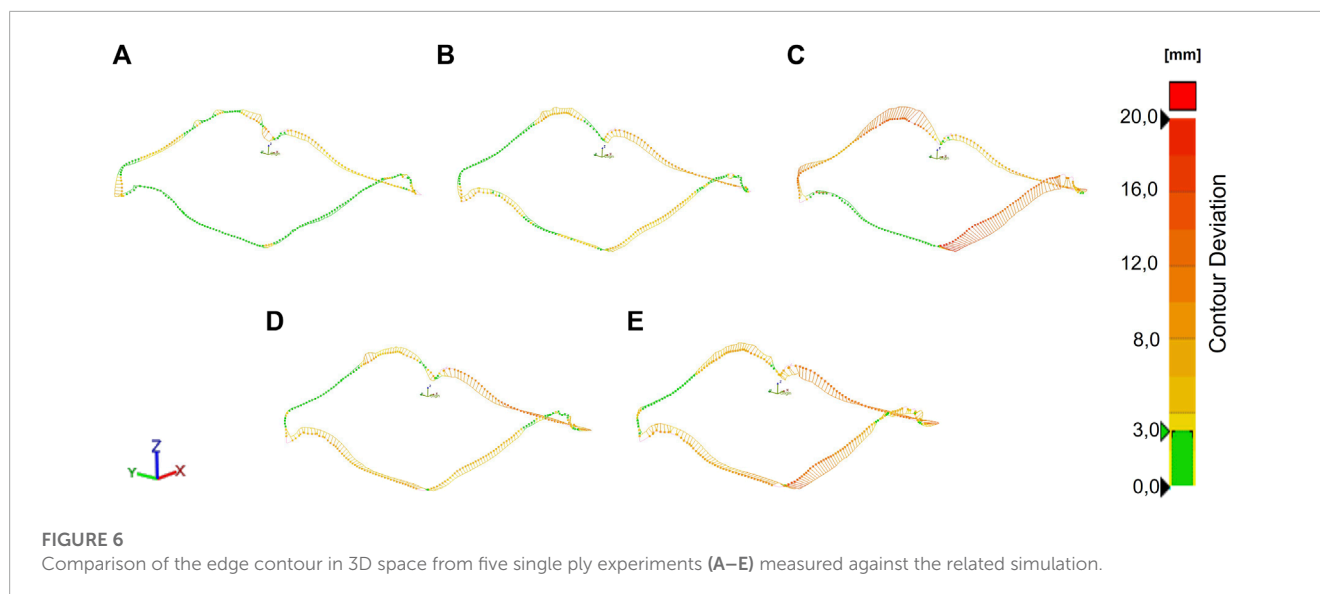 A
B
C
[mm]
20,0
16,0
12,0
8,0
3,0
0,0
Contour Deviation
D
E
Z
Y
X
FIGURE 6
Comparison of the edge contour in 3D space from five single ply experiments (A–E) measured against the related simulation.